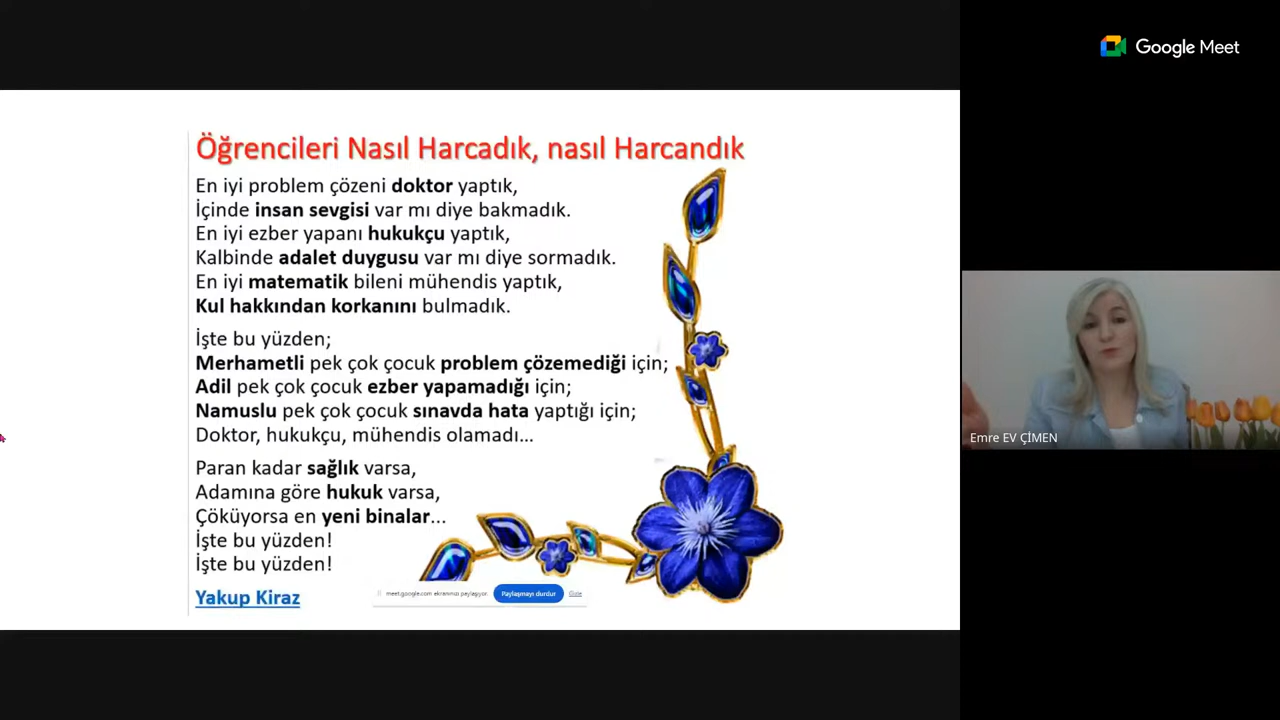 Google Meet
Öğrencileri Nasıl Harcadık, nasıl Harcandık
En iyi problem çözeni doktor yaptık,
İçinde insan sevgisi var mı diye bakmadık.
En iyi ezber yapanı hukukçu yaptık,
Kalbinde adalet duygusu var mı diye sormadık.
En iyi matematik bileni mühendis yaptık,
Kul hakkından korkanını bulmadık.
İşte bu yüzden;
Merhametli pek çok çocuk problem çözemediği için;
Adil pek çok çocuk ezber yapamadığı için;
Namuslu pek çok çocuk sınavda hata yaptığı için;
Doktor, hukukçu, mühendis olamadı...
Paran kadar sağlık varsa,
Adamına göre hukuk varsa,
Çöküyorsa en yeni binalar...
İşte bu yüzden!
İşte bu yüzden!
Yakup Kiraz
meet.google.com ekranınızı paylaşıyor.
Paylaşmayı durdur
Gizle
Emre EV ÇİMEN